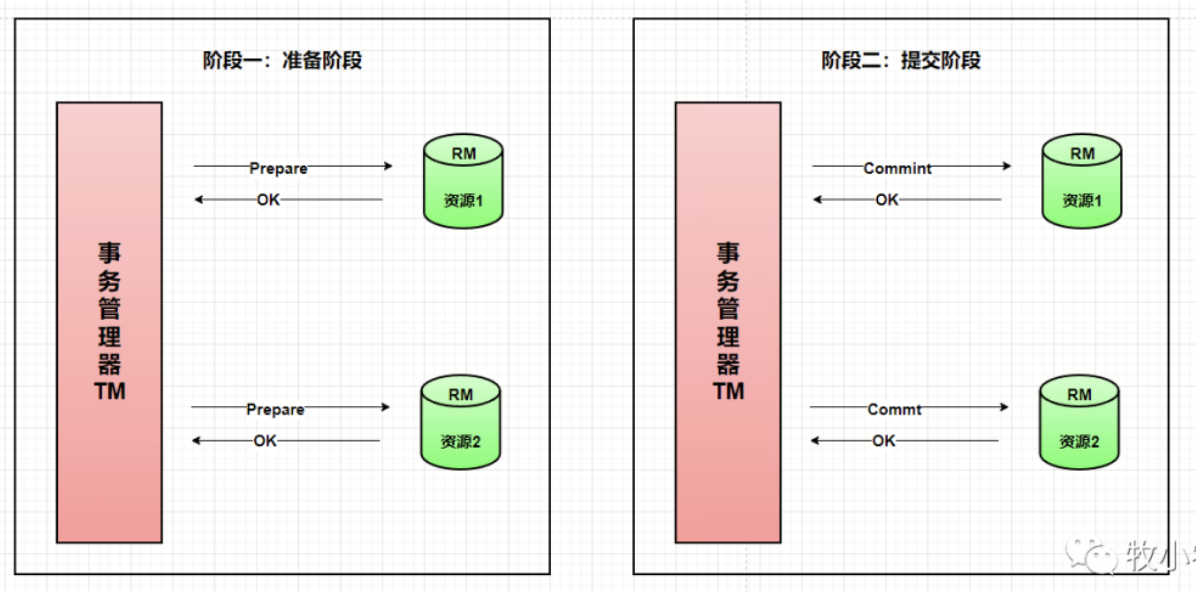 阶段一：准备阶段
Prepare
OK
RM
资源1
事务管理器TM
Prepare
OK
RM
资源2
阶段二：提交阶段
Commint
OK
RM
资源1
事务管理器TM
Commt
OK
RM
资源2
牧小